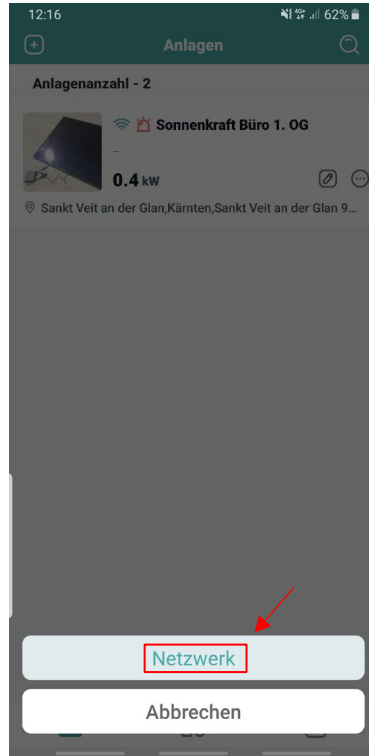 12:16
62%
Anlagen
Anlagenanzahl - 2
Sonnenkraft Büro 1. OG
–
0.4 kW
Sankt Veit an der Glan,Kärnten,Sankt Veit an der Glan 9...
Netzwerk
Abbrechen